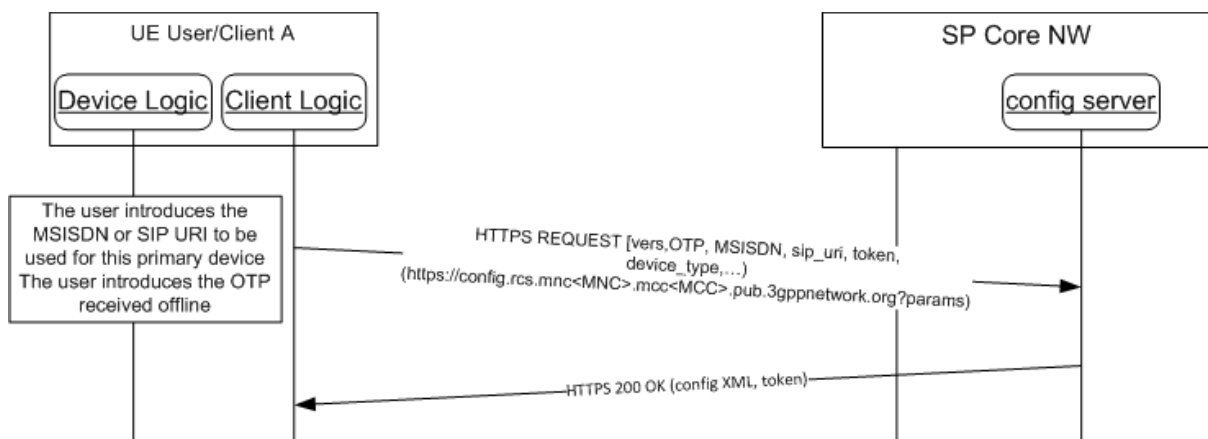 UE User/Client A
SP Core NW
Device Logic
Client Logic
config server
The user introduces the
MSISDN or SIP URI to be
used for this primary device
The user introduces the OTP
received offline
HTTPS REQUEST [vers,OTP, MSISDN, sip_uri, token,
device_type,...)
(https://config.rcs.mnc<MNC>.mcc<MCC>.pub.3gppnetwork.org?params)
HTTPS 200 OK (config XML, token)